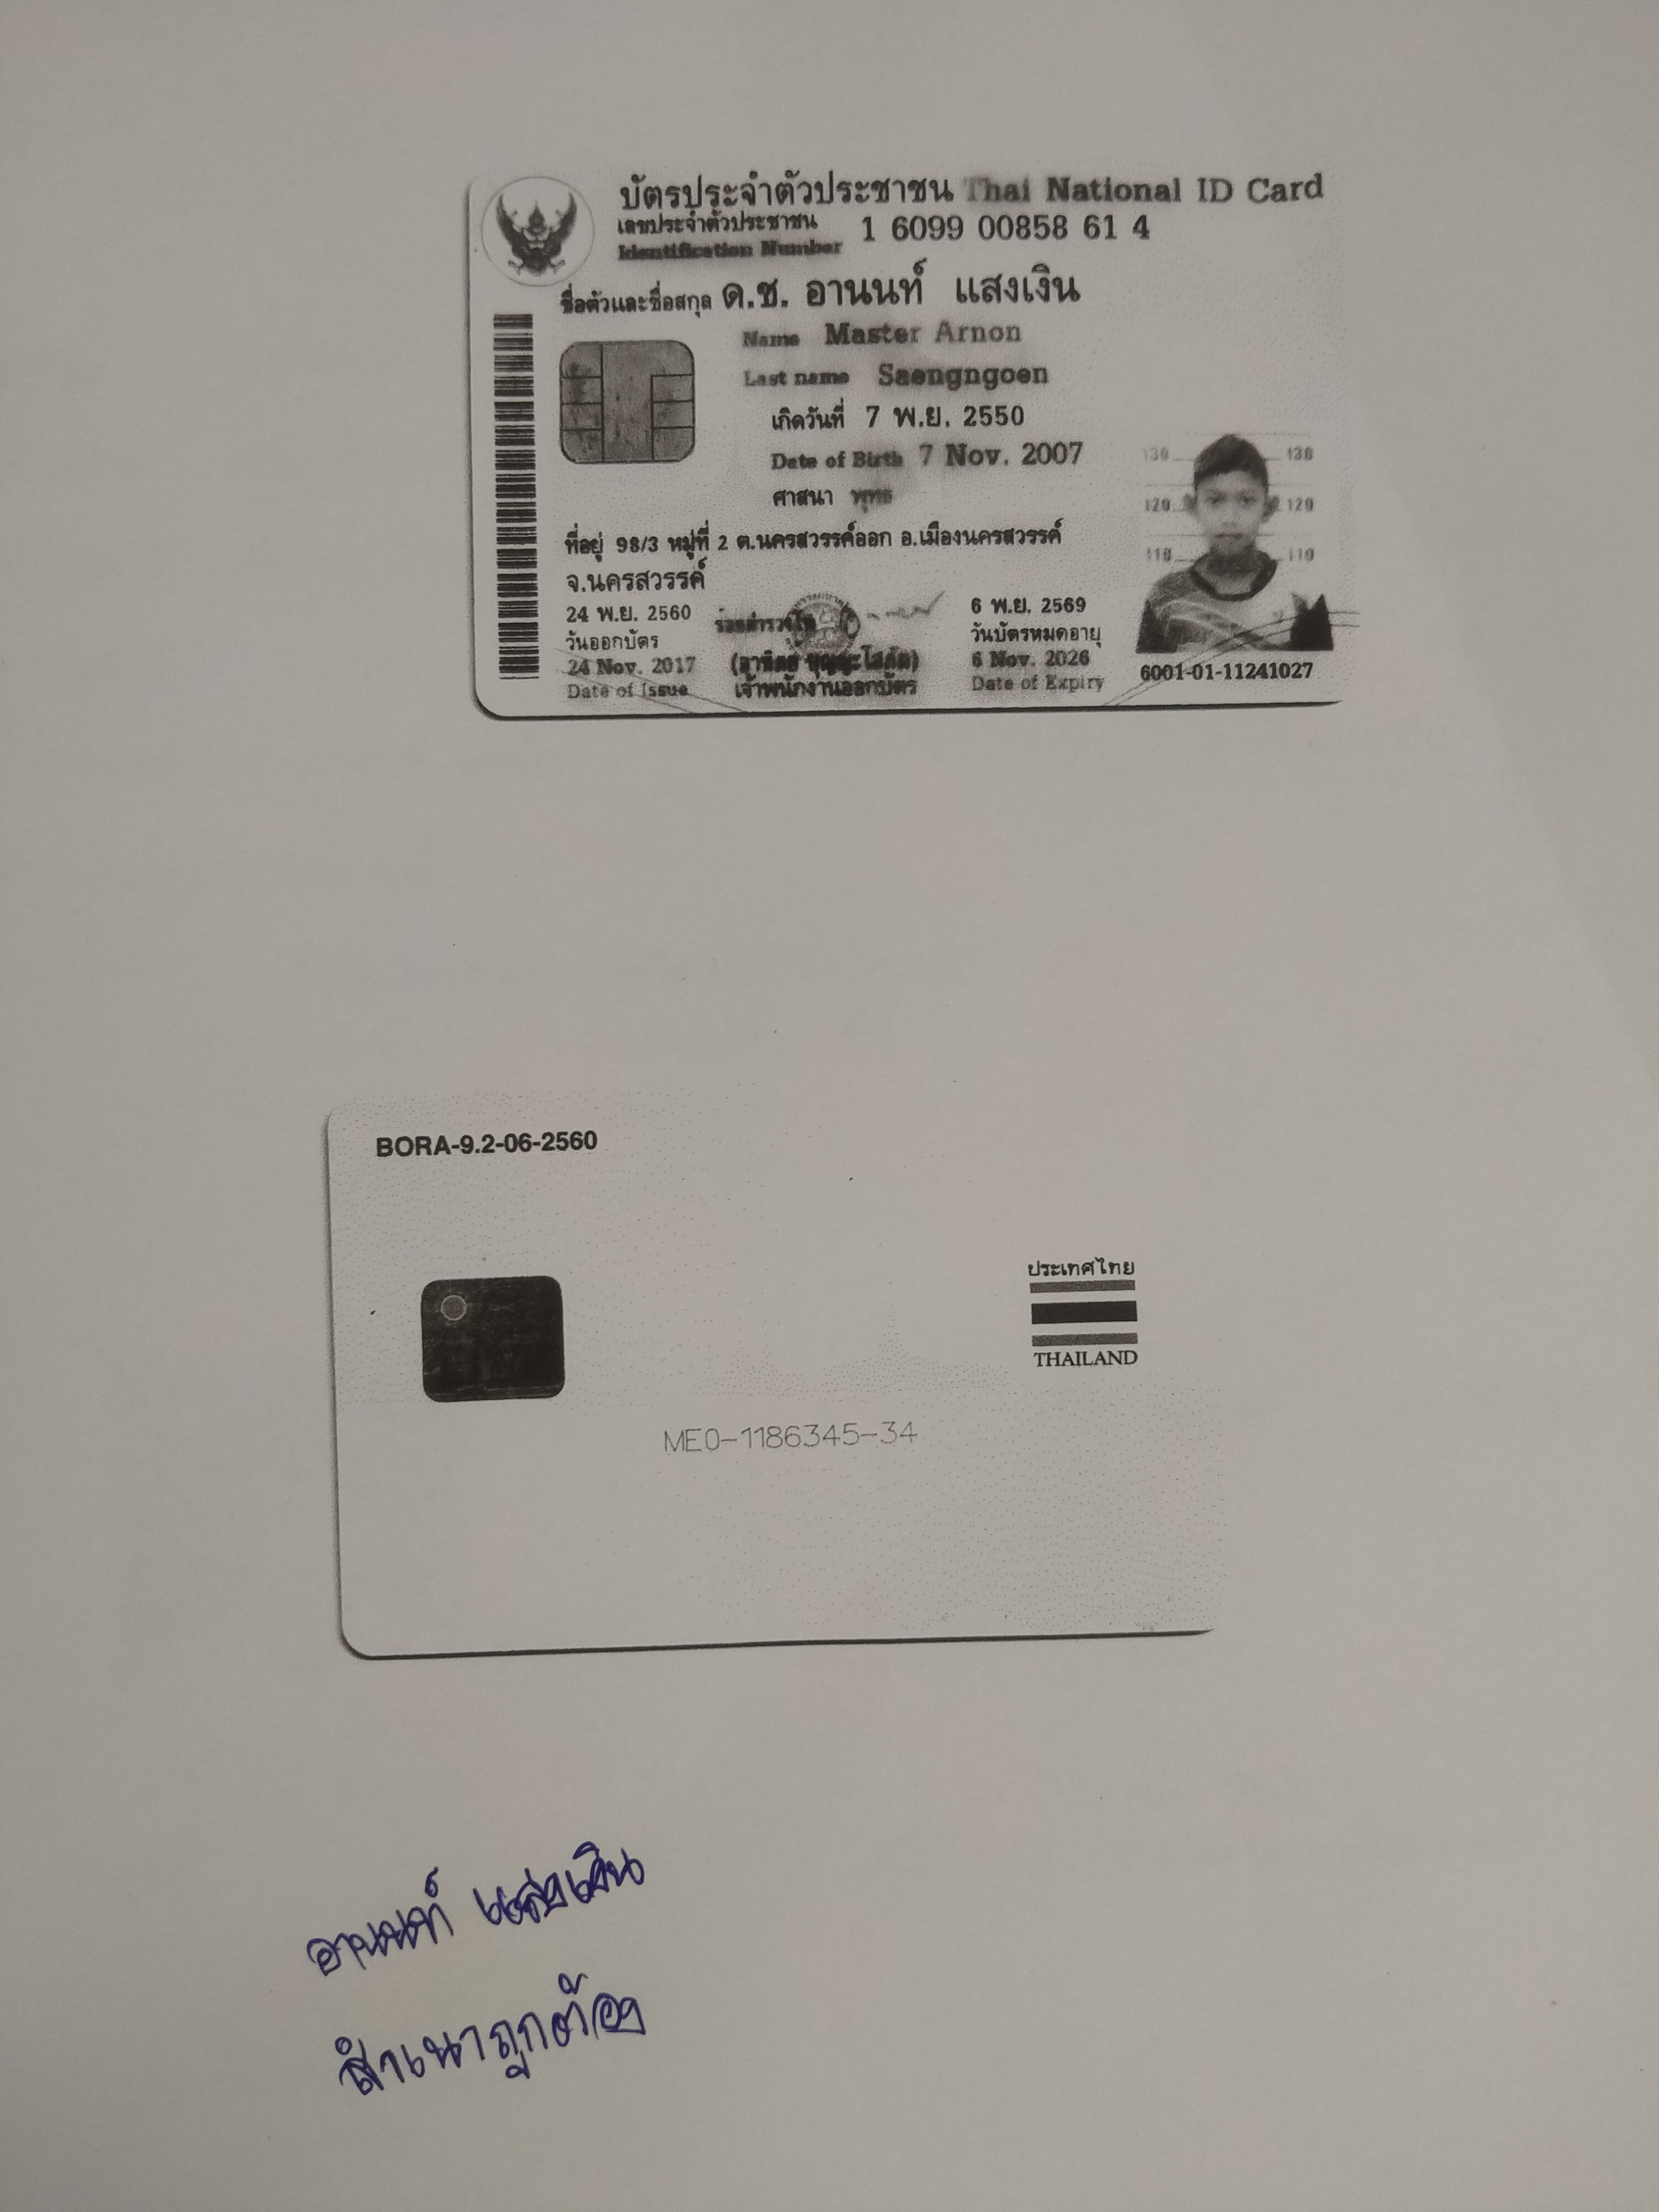 บัตรประจำตัวประชาชน Thai National ID Card
เลขประจำตัวประชาชน 1 6099 00858 61 4
Identification Number
ชื่อตัวและชื่อสกุล ด.ช. อานนท์ แสงเงิน
Name Master Arnon
Last name Saengngoen
เกิดวันที่ 7 พ.ย. 2550
Date of Birth 7 Nov. 2007
ศาสนา พุทธ
ที่อยู่ 98/3 หมู่ที่ 2 ต.นครสวรรค์ออก อ.เมืองนครสวรรค์
จ.นครสวรรค์
24 พ.ย. 2560
วันออกบัตร
24 Nov. 2017
Date of Issue
เจ้าพนักงานออกบัตร
6 พ.ย. 2569
วันบัตรหมดอายุ
6 Nov. 2026
Date of Expiry
130 130
120 120
110 110
6001-01-11241027
BORA-9.2-06-2560
ประเทศไทย
THAILAND
ME0-1186345-34
อานนท์ แสงเงิน
สำเนาถูกต้อง